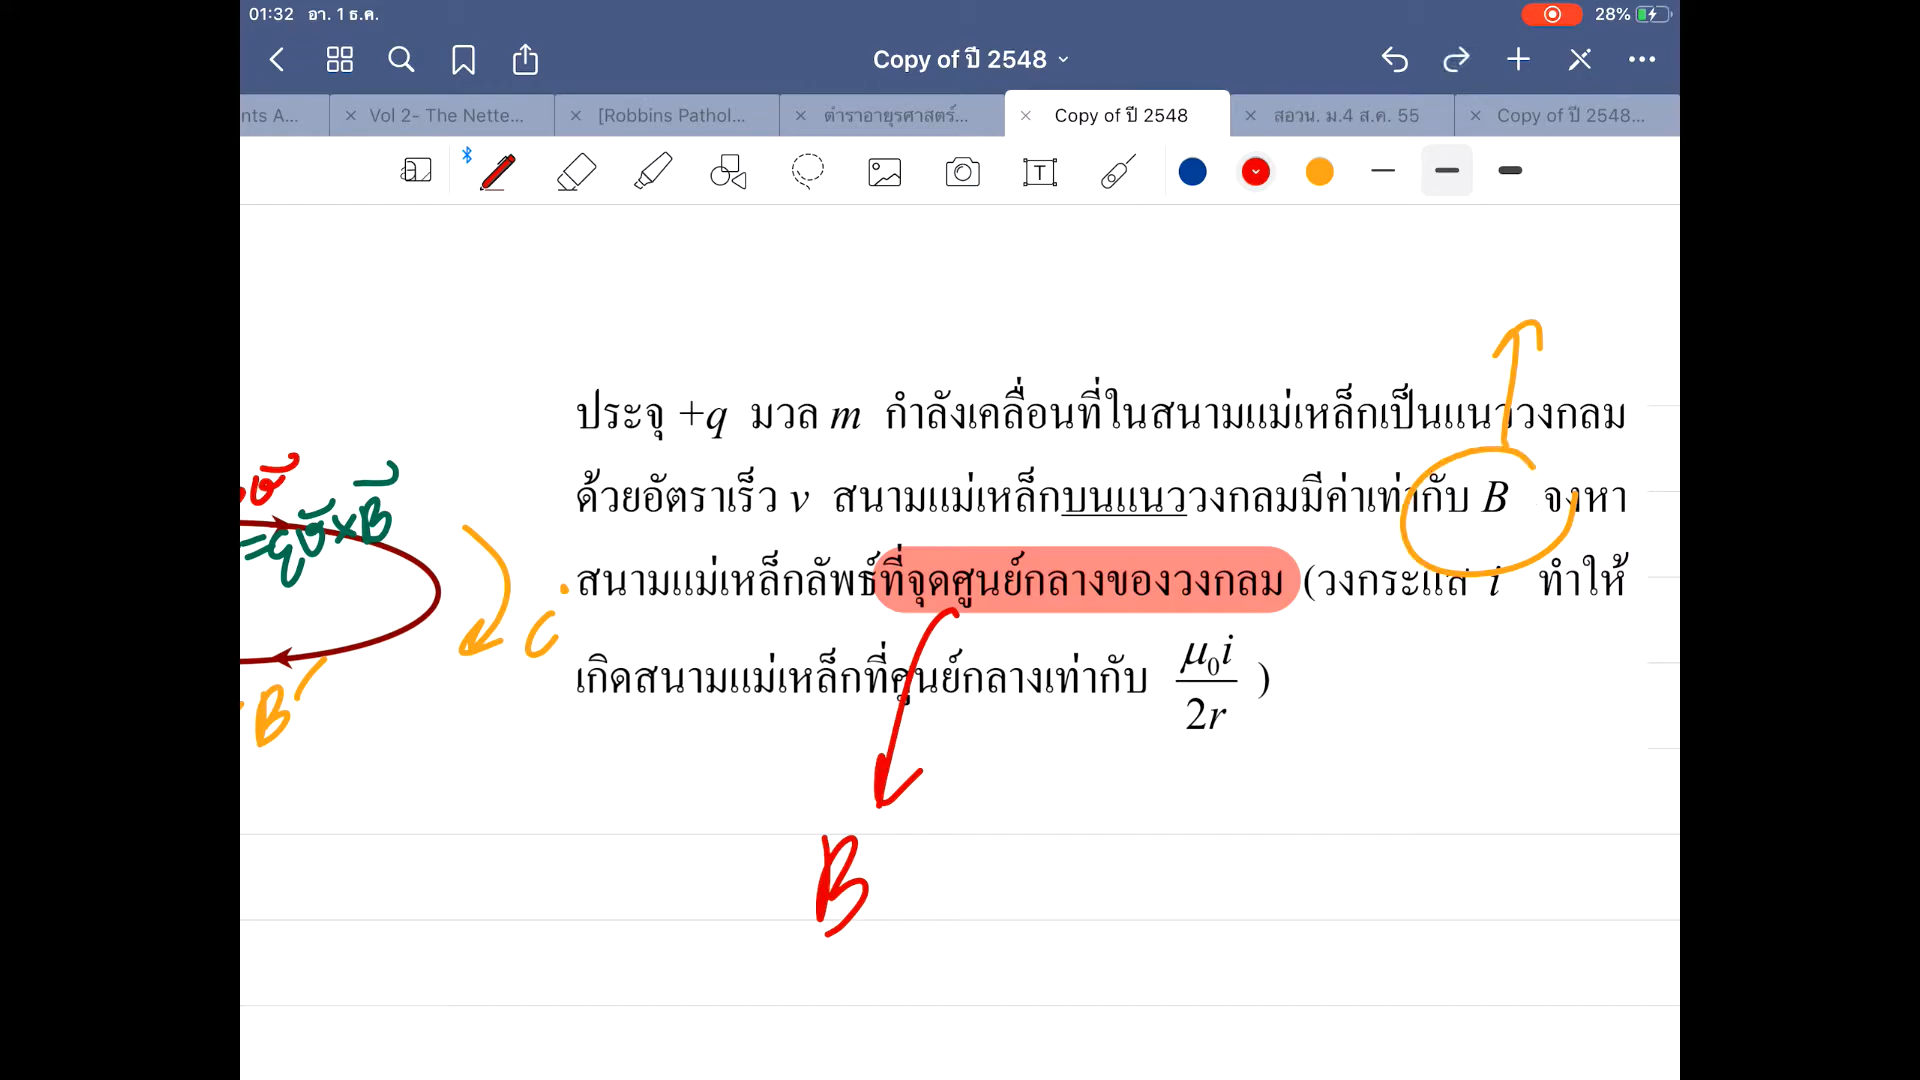 01:32 อา. 1 ธ.ค. 28%
Copy of ปี 2548
nts A... Vol 2- The Nette... [Robbins Pathol... ตำราอายุรศาสตร์... Copy of ปี 2548 สอวน. ม.4 ส.ค. 55 Copy of ปี 2548...
ประจุ +q มวล m กำลังเคลื่อนที่ในสนามแม่เหล็กเป็นแนววงกลม
ด้วยอัตราเร็ว v สนามแม่เหล็กบนแนววงกลมมีค่าเท่ากับ B จงหา
สนามแม่เหล็กลัพธ์ที่จุดศูนย์กลางของวงกลม (วงกระแส i ทำให้
เกิดสนามแม่เหล็กที่ศูนย์กลางเท่ากับ μ₀i/2r )
B
B